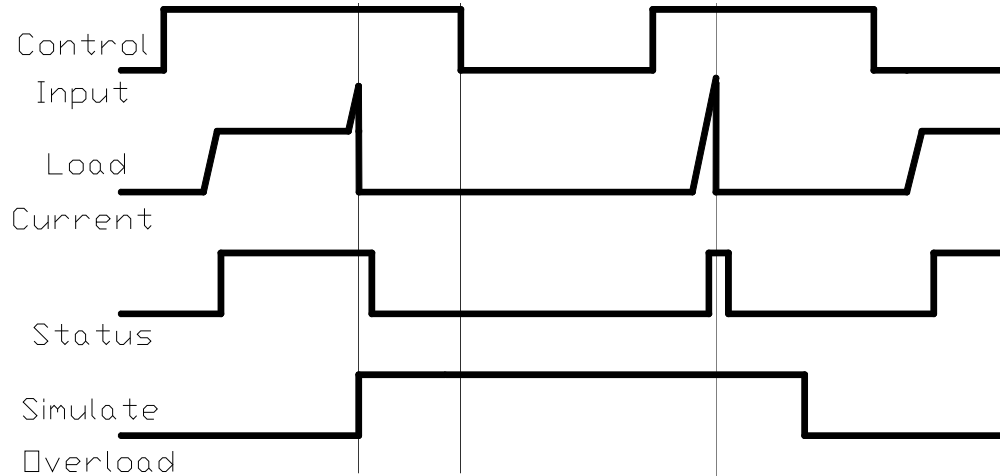 Control
Input
Load
Current
Status
Simulate
Overload